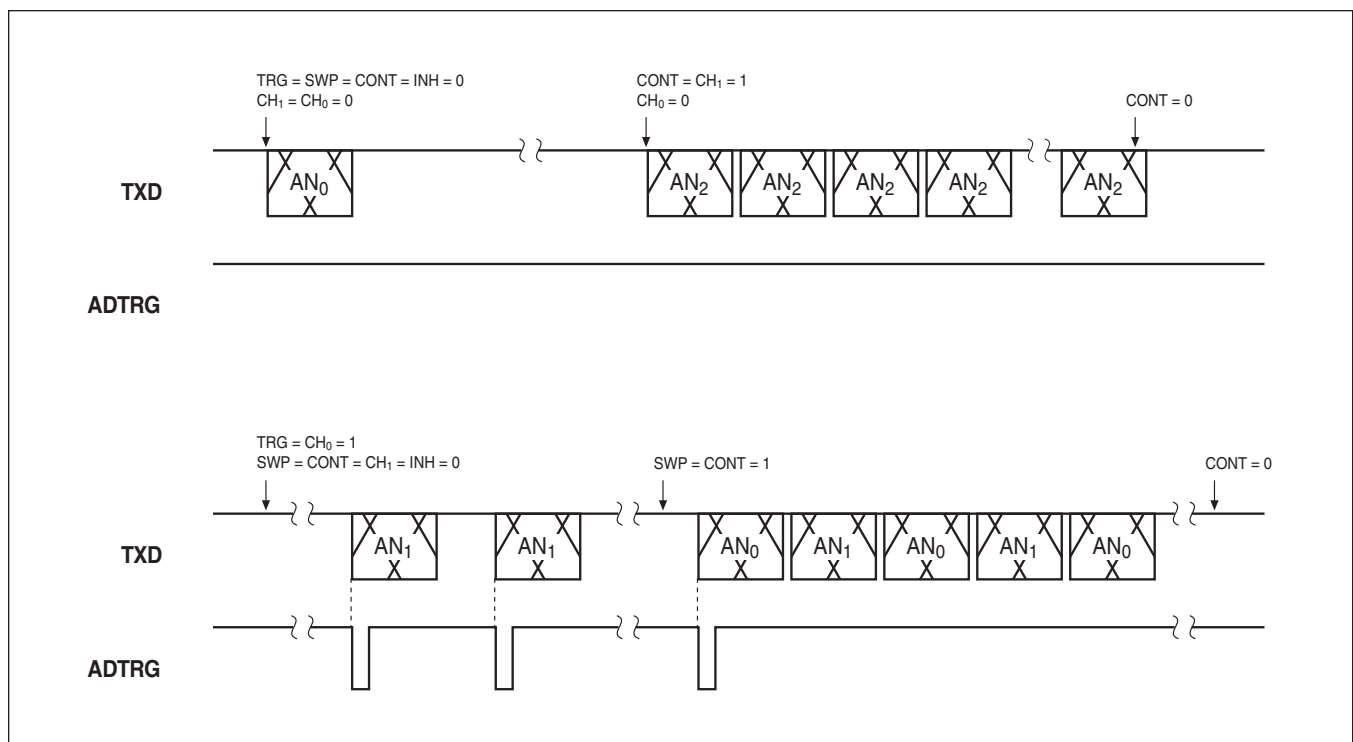 TRG = SWP = CONT = INH = 0
CH₁ = CH₀ = 0
CONT = CH₁ = 1
CH₀ = 0
CONT = 0
TXD
AN₀
AN₂
AN₂
AN₂
AN₂
AN₂
ADTRG
TRG = CH₀ = 1
SWP = CONT = CH₁ = INH = 0
SWP = CONT = 1
CONT = 0
TXD
AN₁
AN₁
AN₀
AN₁
AN₀
AN₁
AN₀
ADTRG